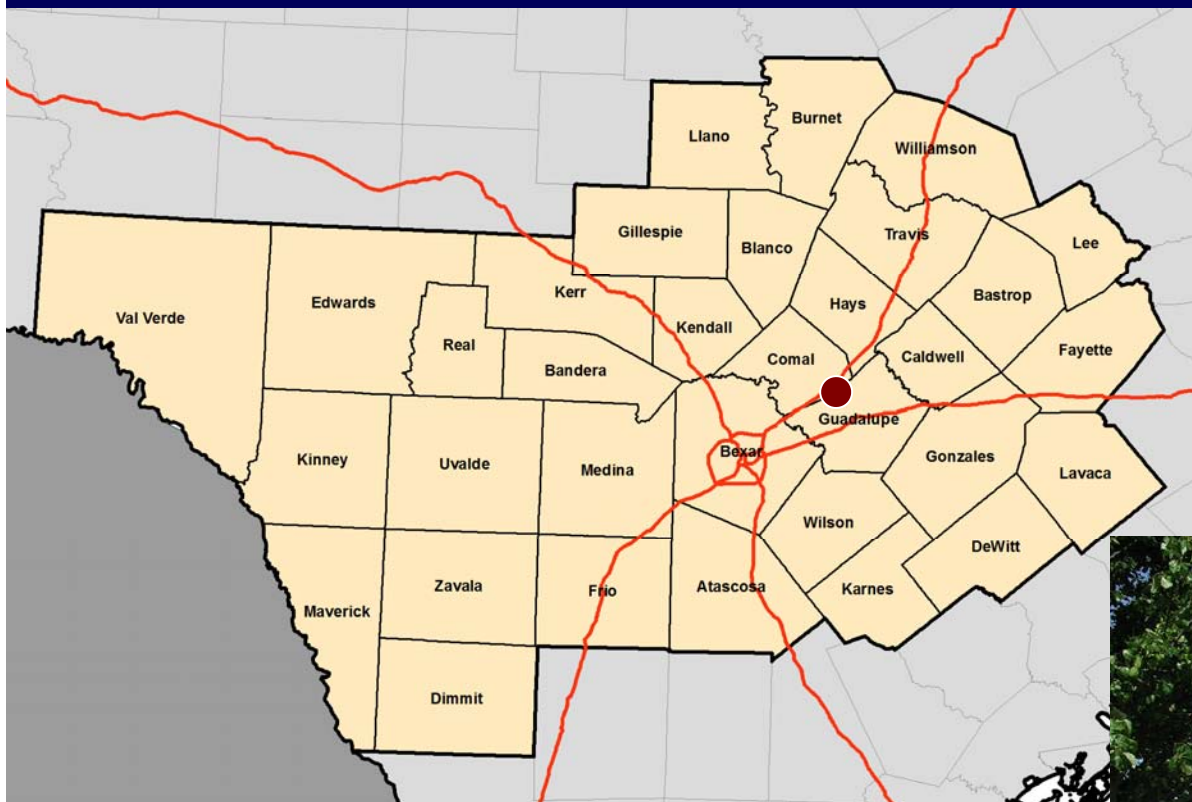 Burnet
Llano
Williamson
Gillespie
Travis
Blanco
Lee
Edwards
Kerr
Hays
Bastrop
Val Verde
Kendall
Real
Comal
Caldwell
Fayette
Bandera
Guadalupe
Bexar
Kinney
Uvalde
Medina
Gonzales
Lavaca
Wilson
DeWitt
Zavala
Frio
Atascosa
Karnes
Maverick
Dimmit